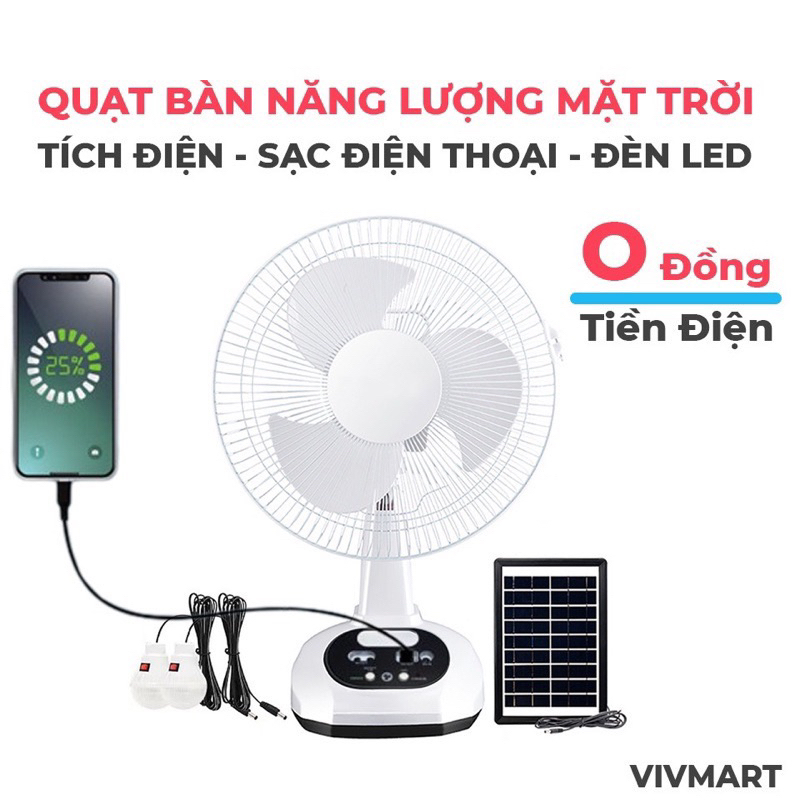 QUẠT BÀN NĂNG LƯỢNG MẶT TRỜI
TÍCH ĐIỆN - SẠC ĐIỆN THOẠI - ĐÈN LED
0 Đồng
Tiền Điện
25%
VIVMART